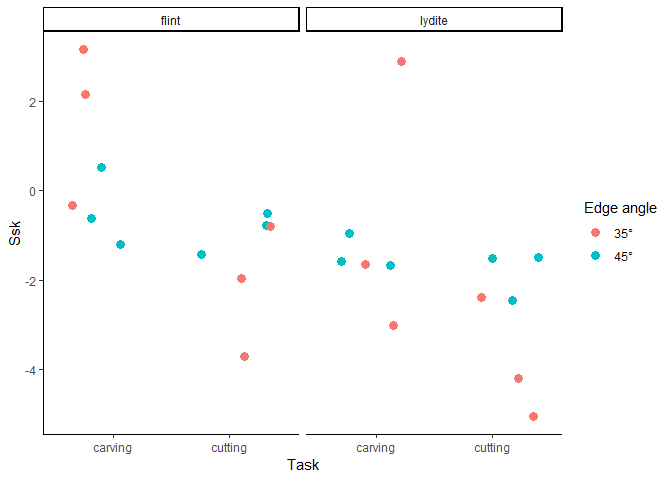 flint lydite
Ssk
2
0
-2
-4
carving cutting carving cutting
Task
Edge angle
35°
45°